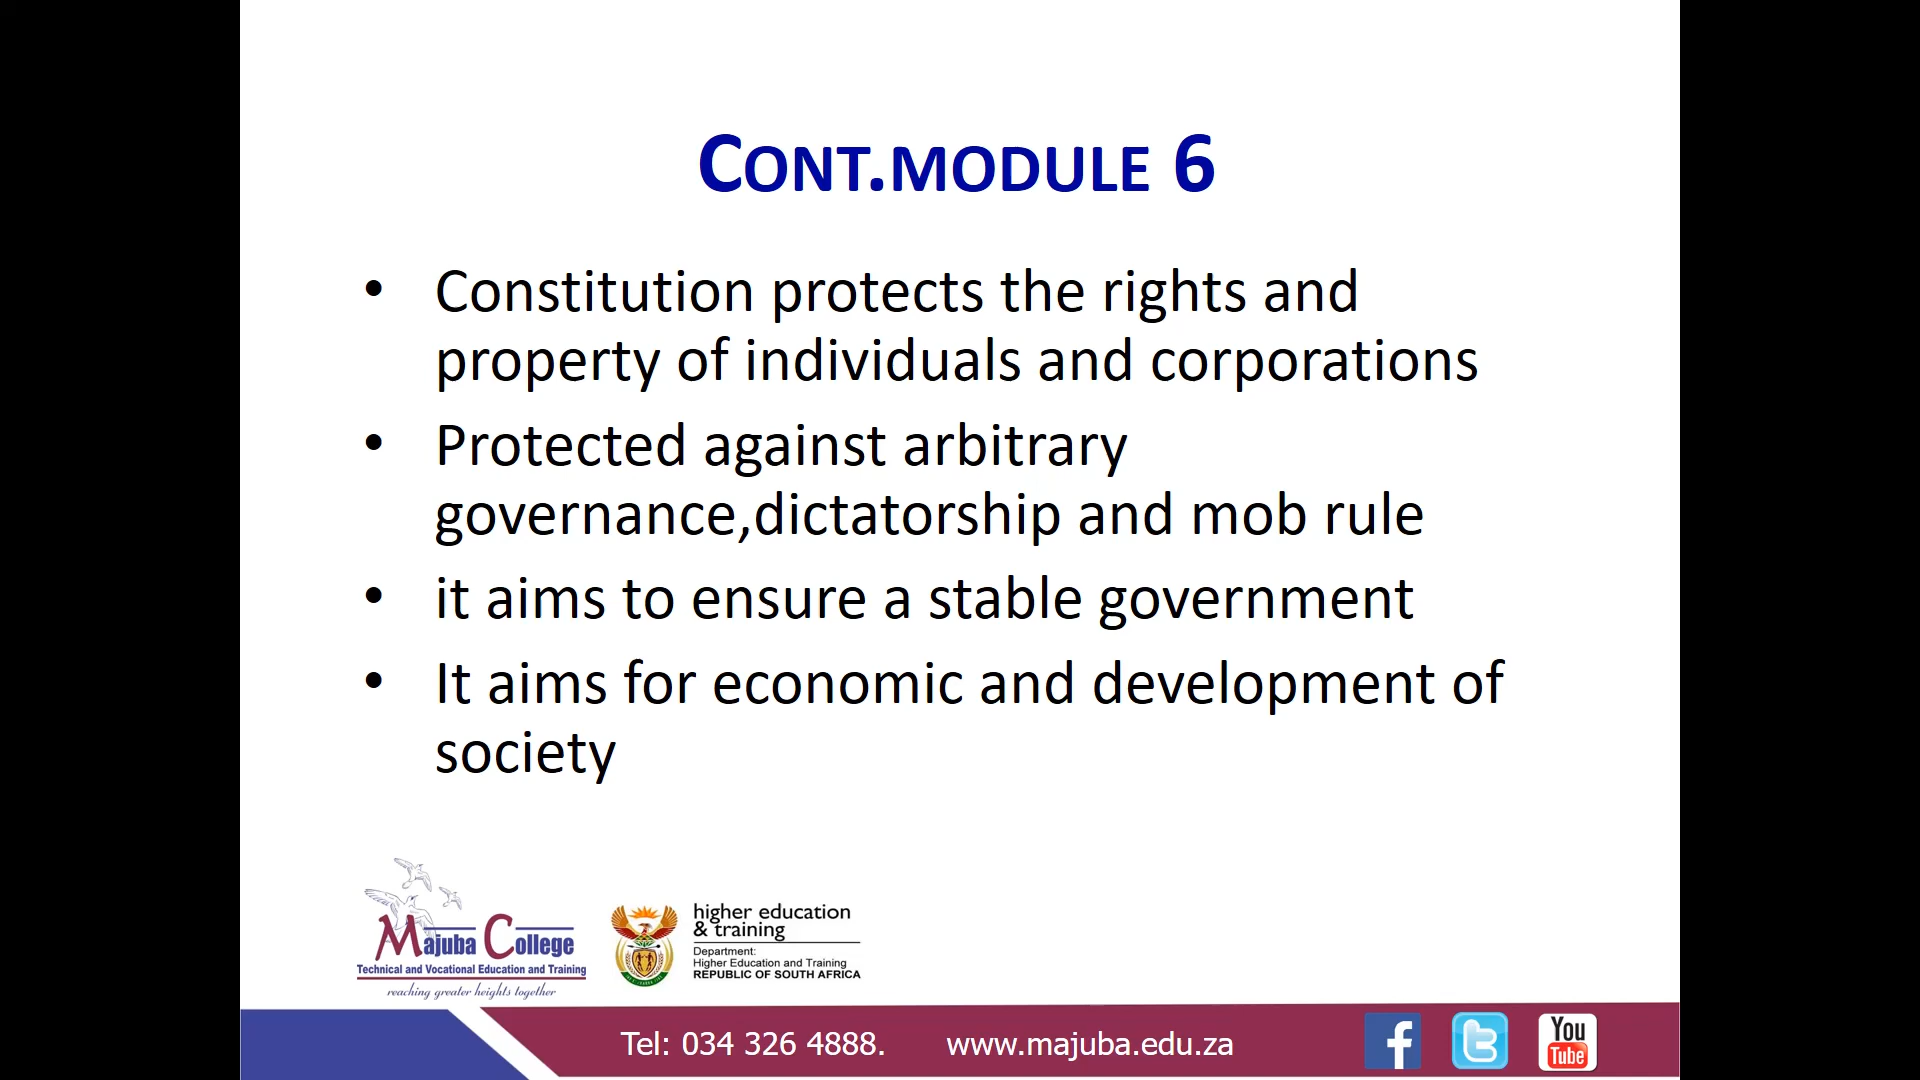 CONT.MODULE 6
• Constitution protects the rights and
property of individuals and corporations
• Protected against arbitrary
governance,dictatorship and mob rule
• it aims to ensure a stable government
• It aims for economic and development of
society
Majuba College
Technical and Vocational Education and Training
reaching greater heights together
higher education
& training
Department:
Higher Education and Training
REPUBLIC OF SOUTH AFRICA
Tel: 034 326 4888. www.majuba.edu.za
You
Tube